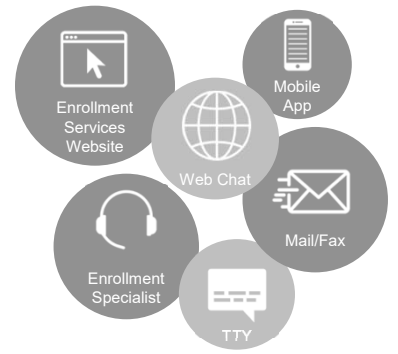 Enrollment
Services
Website
Mobile
App
Web Chat
Mail/Fax
Enrollment
Specialist
TTY